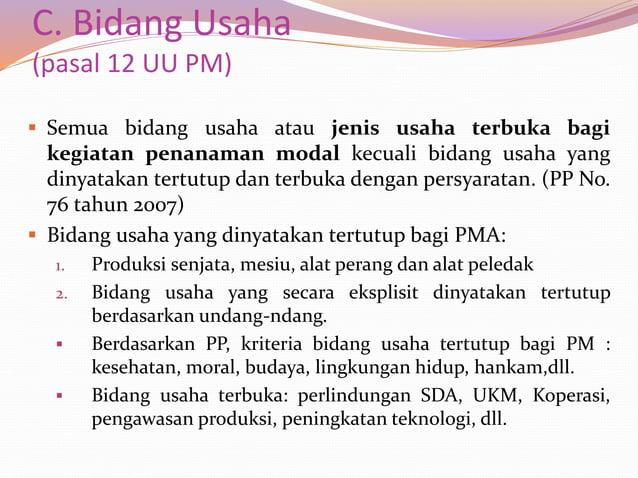 C. Bidang Usaha
(pasal 12 UU PM)
▪ Semua bidang usaha atau jenis usaha terbuka bagi
kegiatan penanaman modal kecuali bidang usaha yang
dinyatakan tertutup dan terbuka dengan persyaratan. (PP No.
76 tahun 2007)
▪ Bidang usaha yang dinyatakan tertutup bagi PMA:
1. Produksi senjata, mesiu, alat perang dan alat peledak
2. Bidang usaha yang secara eksplisit dinyatakan tertutup
berdasarkan undang-ndang.
▪ Berdasarkan PP, kriteria bidang usaha tertutup bagi PM :
kesehatan, moral, budaya, lingkungan hidup, hankam,dll.
▪ Bidang usaha terbuka: perlindungan SDA, UKM, Koperasi,
pengawasan produksi, peningkatan teknologi, dll.